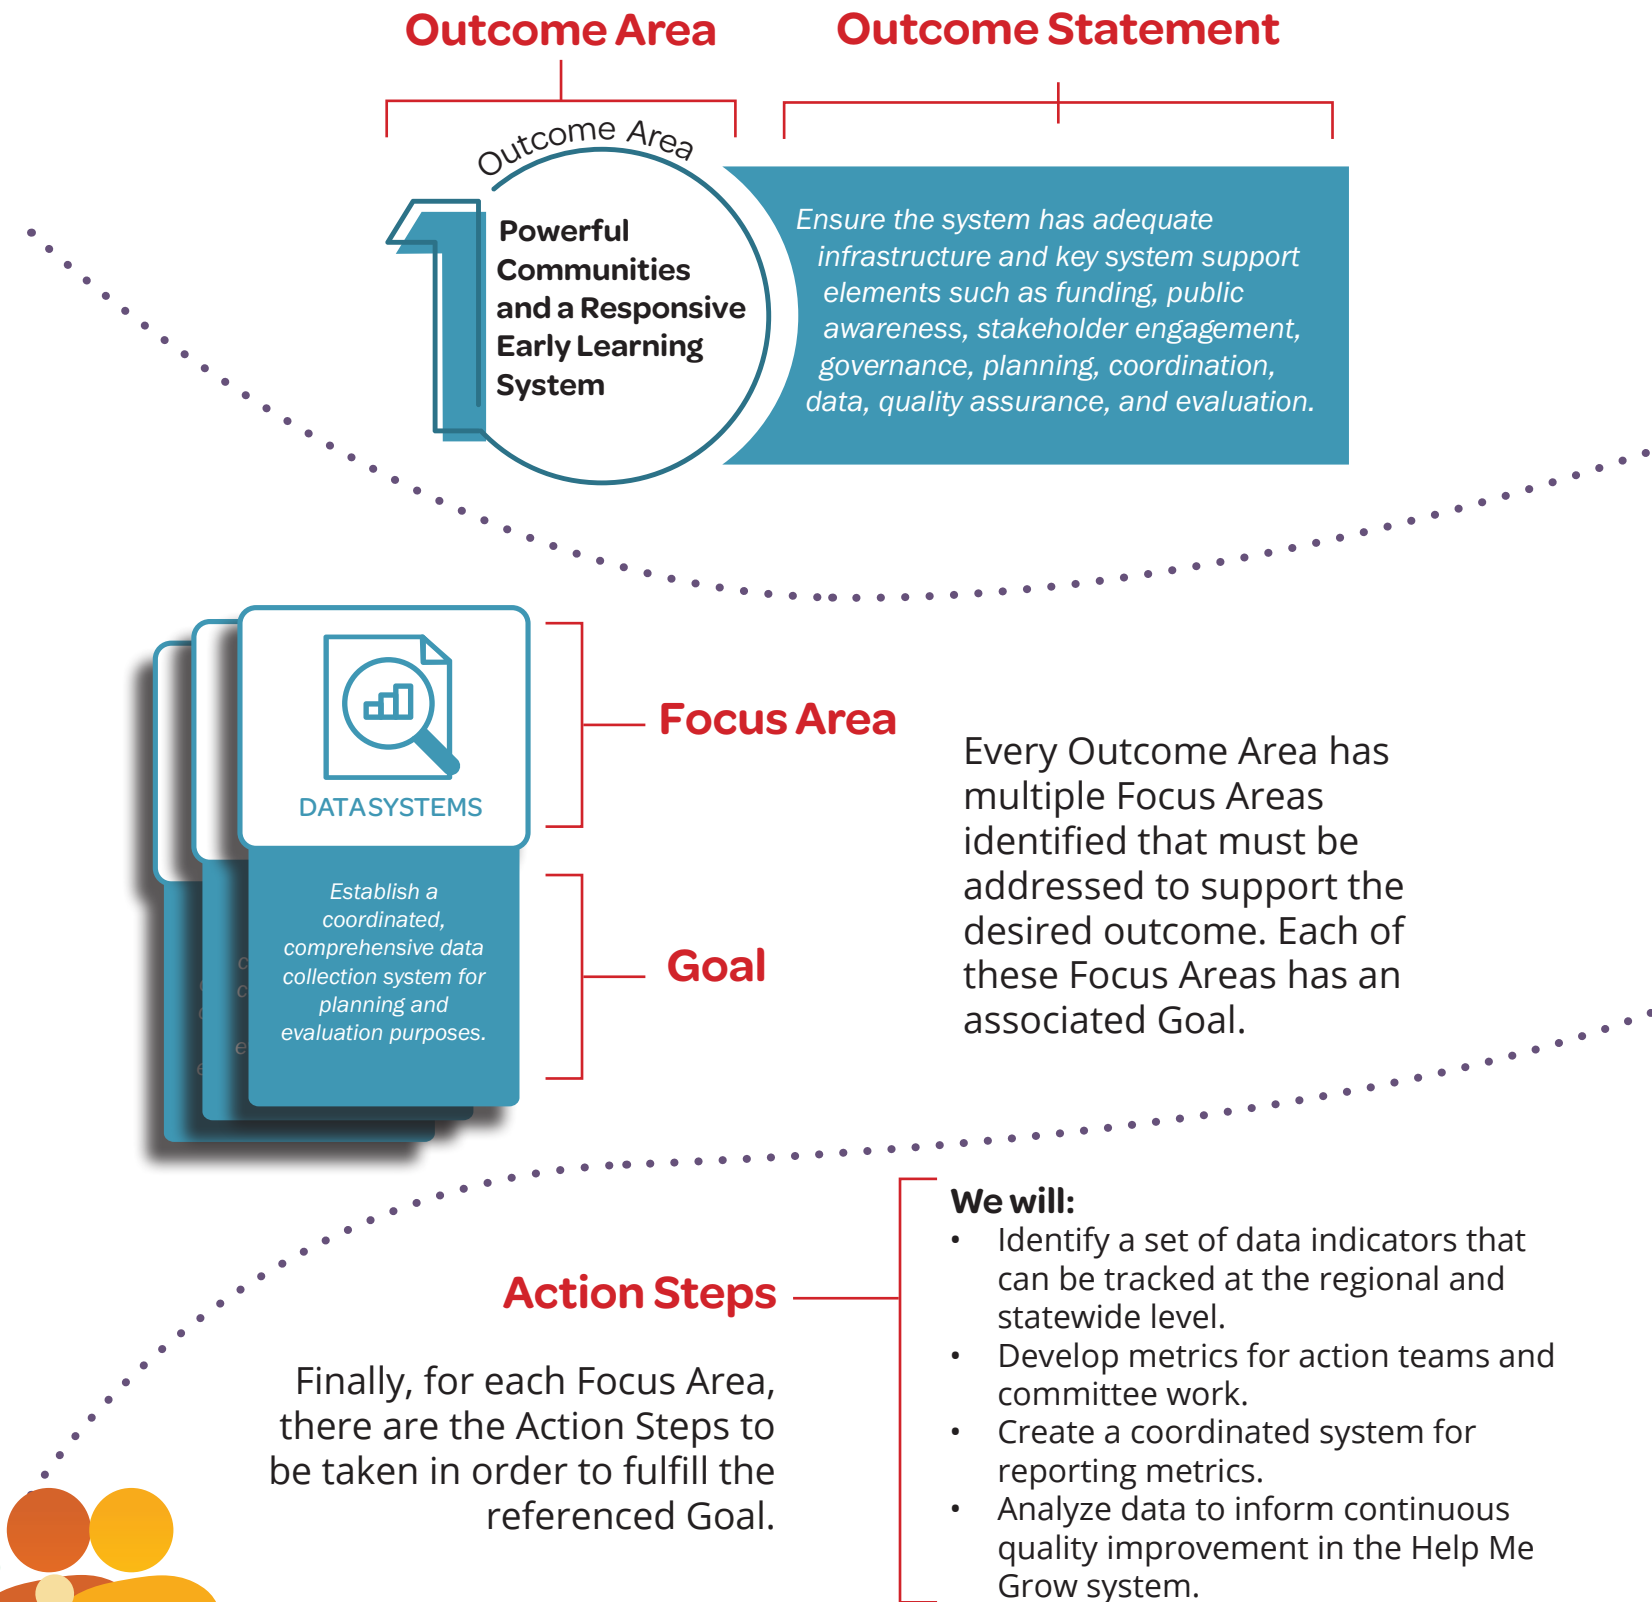 Outcome Area
Outcome Statement
Outcome Area
1
Powerful
Communities
and a Responsive
Early Learning
System
Ensure the system has adequate
infrastructure and key system support
elements such as funding, public
awareness, stakeholder engagement,
governance, planning, coordination,
data, quality assurance, and evaluation.
DATA SYSTEMS
Focus Area
Establish a
coordinated,
comprehensive data
collection system for
planning and
evaluation purposes.
Goal
Every Outcome Area has
multiple Focus Areas
identified that must be
addressed to support the
desired outcome. Each of
these Focus Areas has an
associated Goal.
Action Steps
Finally, for each Focus Area,
there are the Action Steps to
be taken in order to fulfill the
referenced Goal.
We will:
• Identify a set of data indicators that
can be tracked at the regional and
statewide level.
• Develop metrics for action teams and
committee work.
• Create a coordinated system for
reporting metrics.
• Analyze data to inform continuous
quality improvement in the Help Me
Grow system.